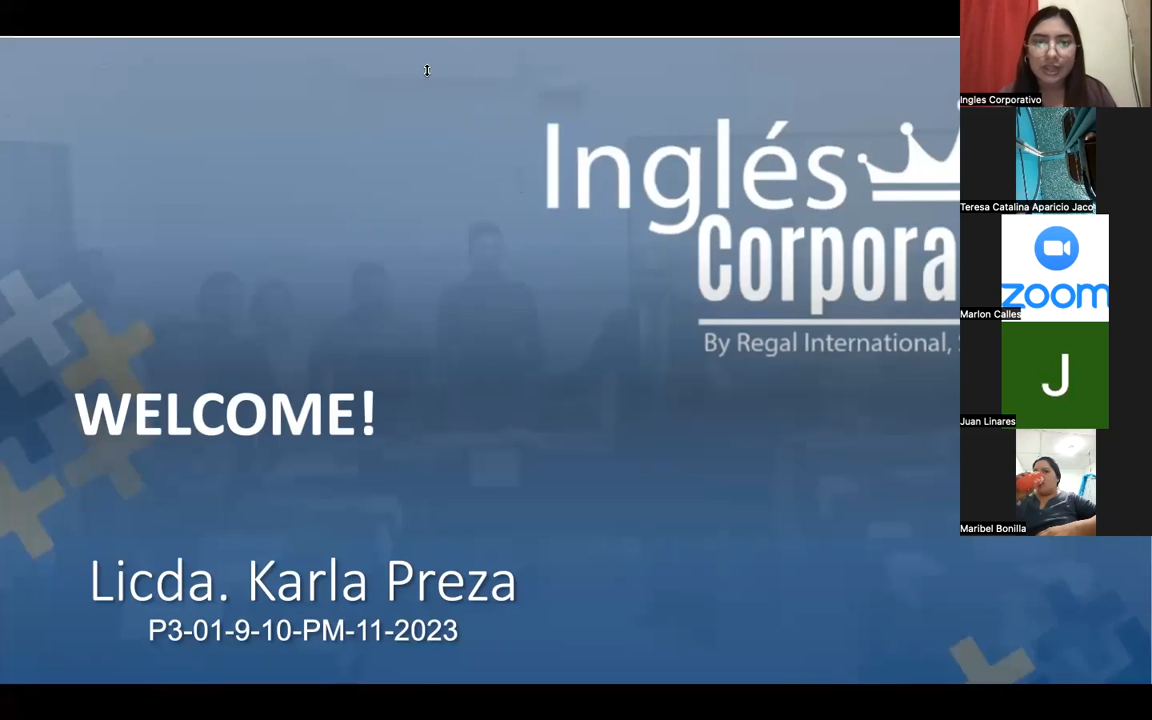 Inglés
Corpora
By Regal International, S
WELCOME!
Licda. Karla Preza
P3-01-9-10-PM-11-2023
Ingles Corporativo
Teresa Catalina Aparicio Jaco
zoom
Marlon Calles
J
Juan Linares
Maribel Bonilla